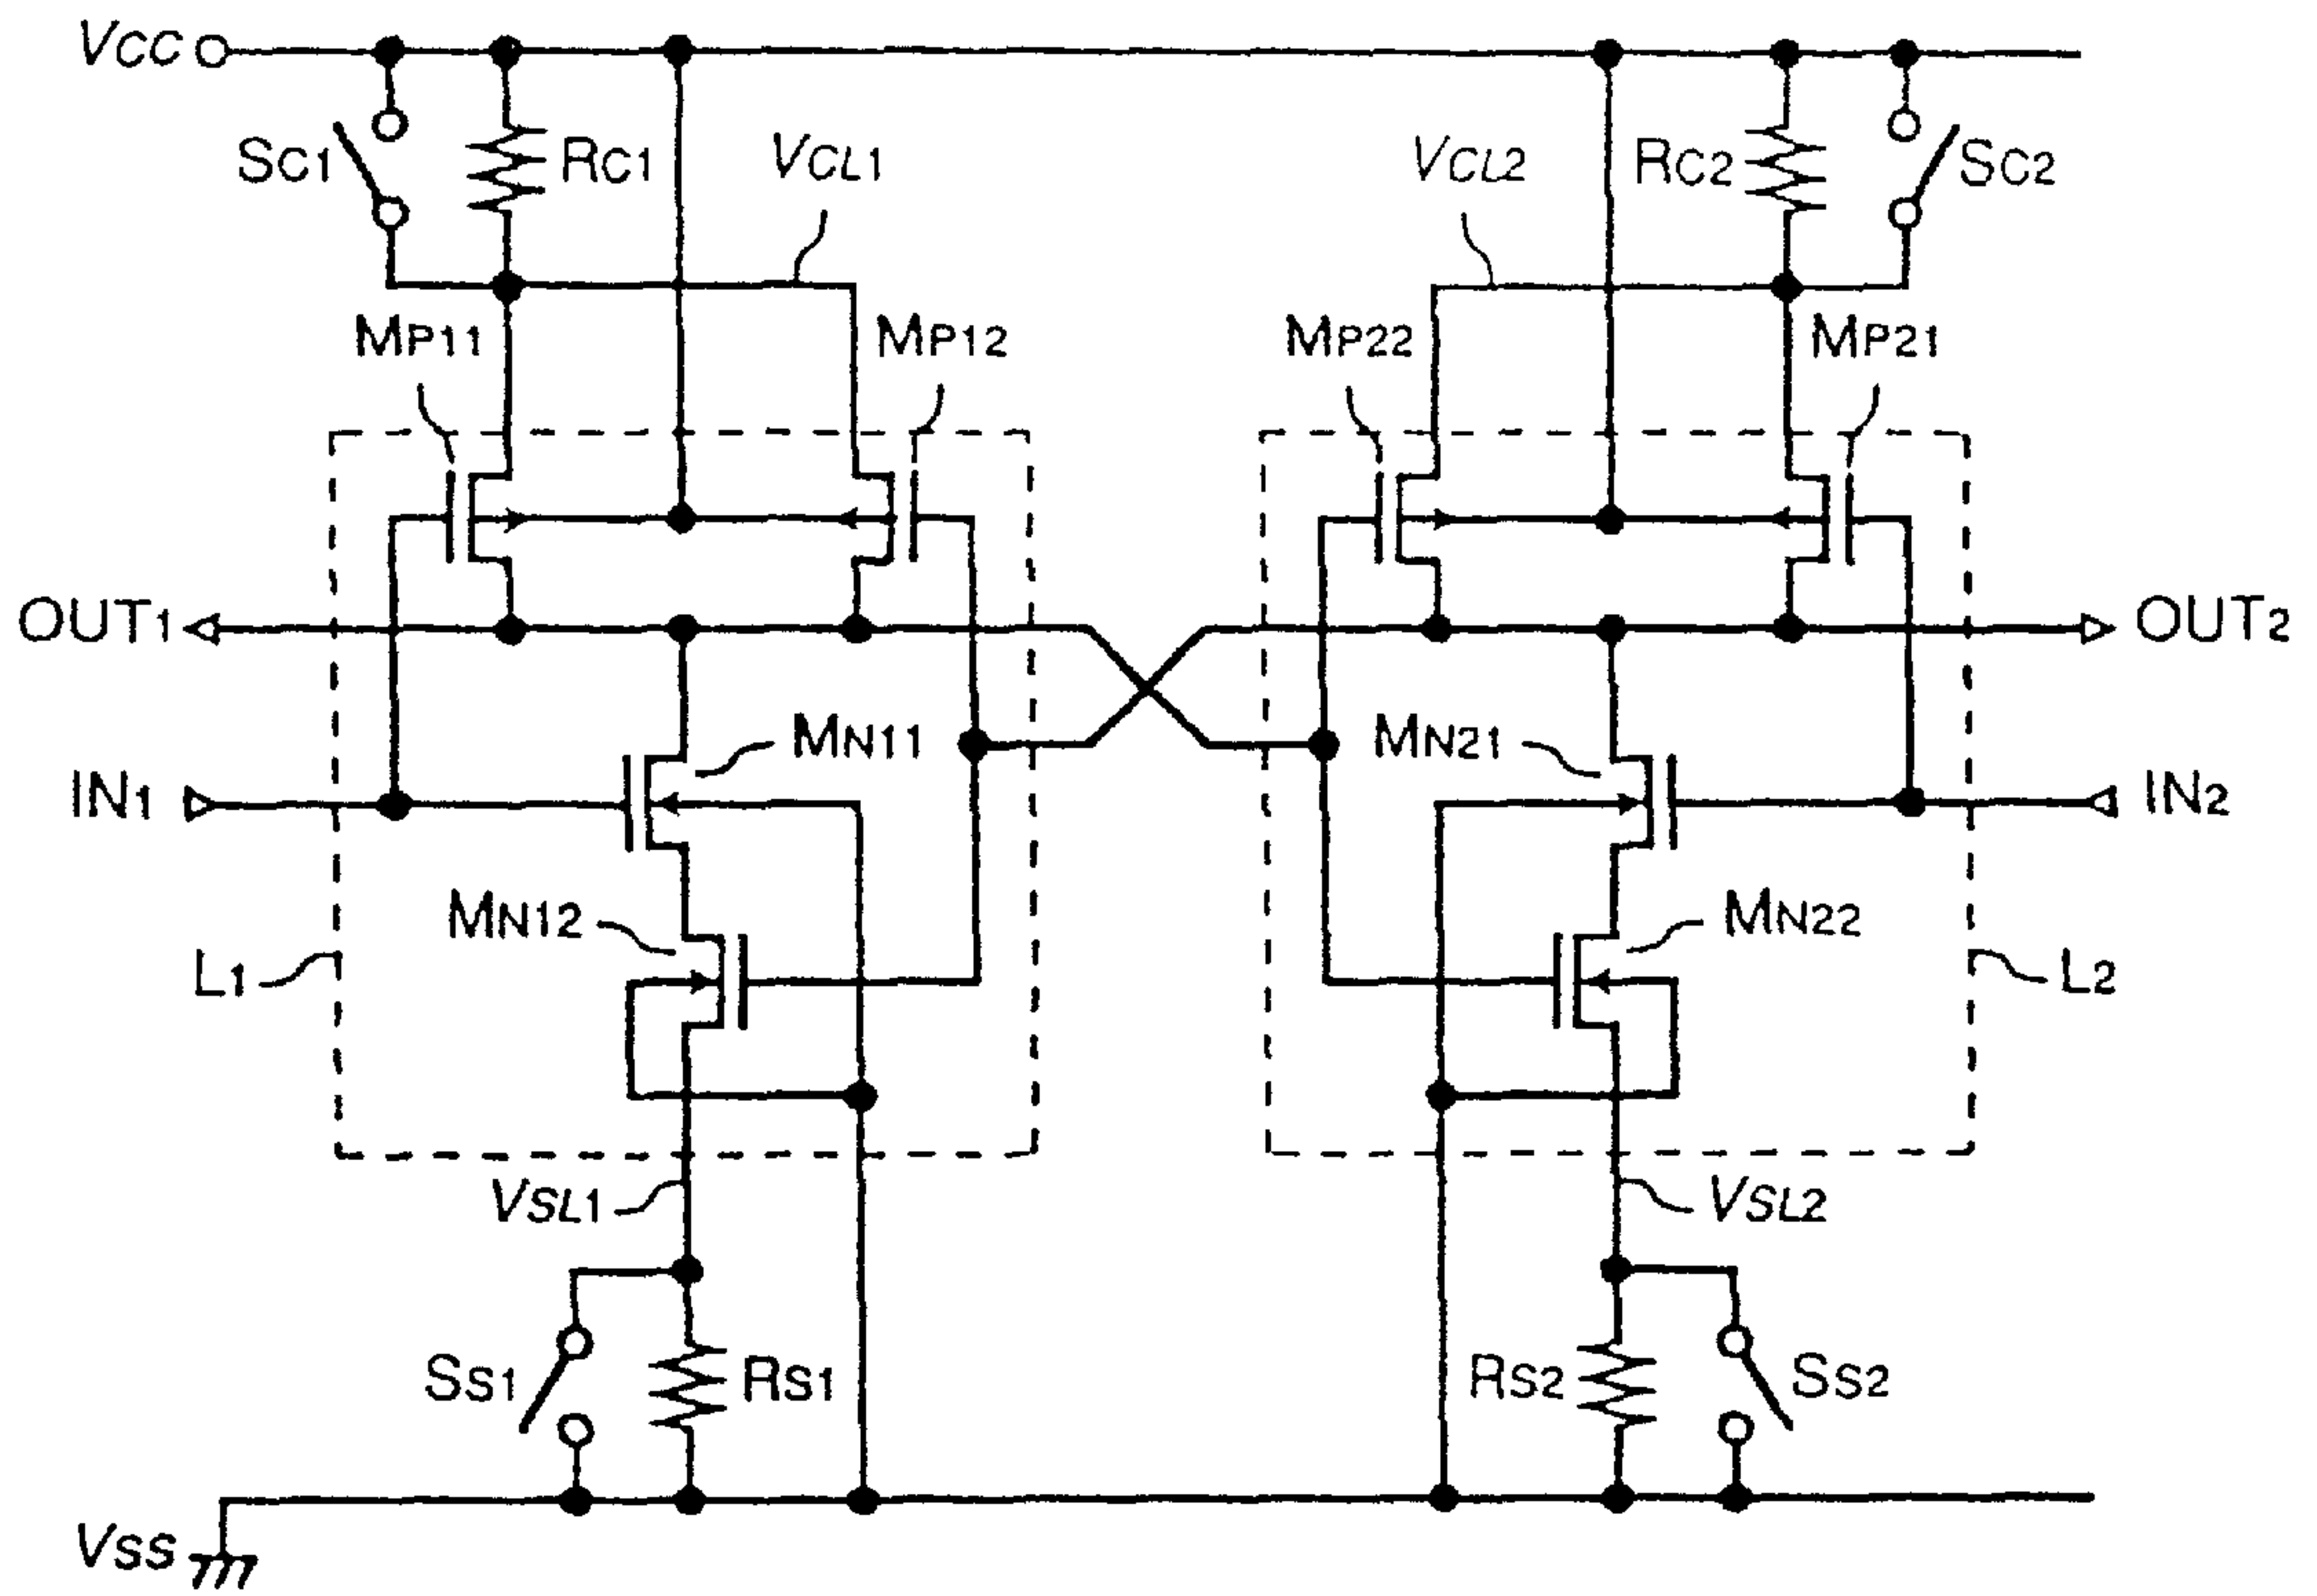 VCC
SC1
RC1
VCL1
VCL2
RC2
SC2
MP11
MP12
MP22
MP21
OUT1
OUT2
MN11
MN21
IN1
IN2
MN12
MN22
L1
L2
VSL1
VSL2
SS1
RS1
RS2
SS2
VSS